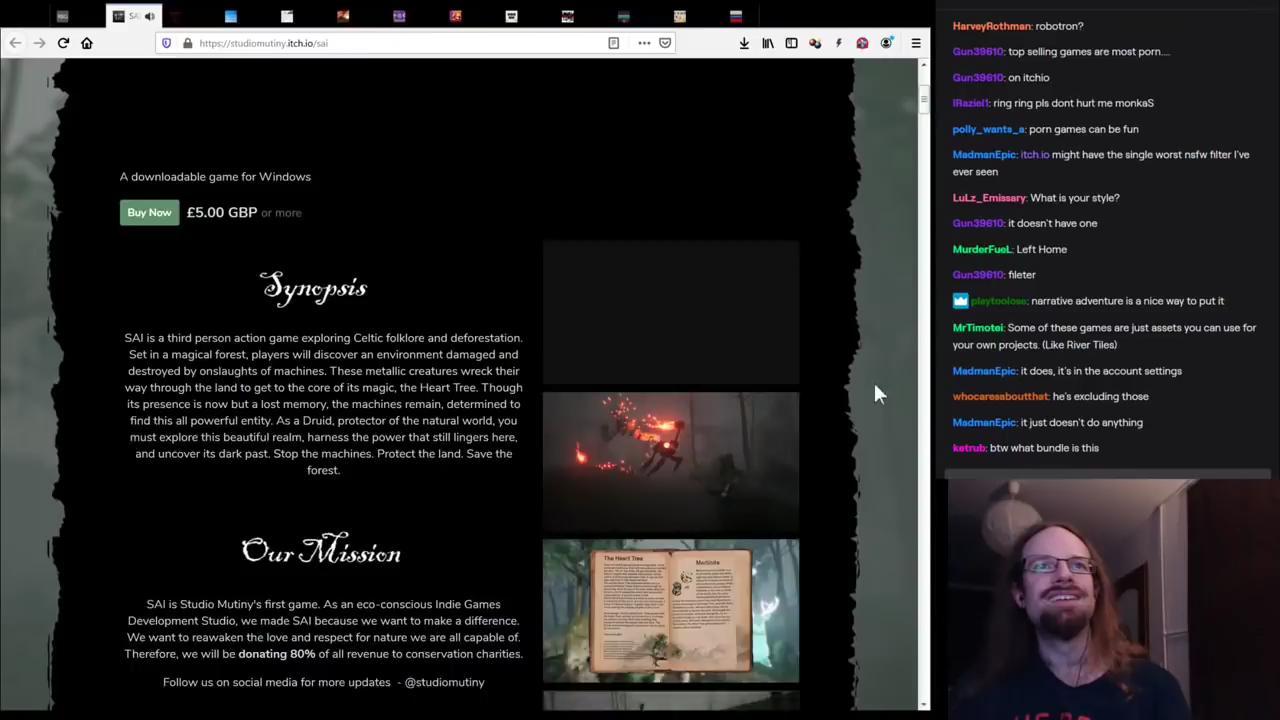 SAI
https://studiomutiny.itch.io/sai
A downloadable game for Windows
Buy Now £5.00 GBP or more
Synopsis
SAI is a third person action game exploring Celtic folklore and deforestation.
Set in a magical forest, players will discover an environment damaged and
destroyed by onslaughts of machines. These metallic creatures wreck their
way through the land to get to the core of its magic, the Heart Tree. Though
its presence is now but a lost memory, the machines remain, determined to
find this all powerful entity. As a Druid, protector of the natural world, you
must explore this beautiful realm, harness the power that still lingers here,
and uncover its dark past. Stop the machines. Protect the land. Save the
forest.
The Heart Tree
Our Mission
SAI is Studio Mutiny's first game. As an eco-conscious Indie Games
Development Studio, we made SAI because we want to make a difference.
We want to reawaken the love and respect for nature we are all capable of.
Therefore, we will be donating 80% of all revenue to conservation charities.
Follow us on social media for more updates - @studiomutiny
HarveyRothman: robotron?
Gun39610: top selling games are most porn....
Gun39610: on itchio
IRaziel1: ring ring pls dont hurt me monkaS
polly_wants_a: porn games can be fun
MadmanEpic: itch.io might have the single worst nsfw filter I've
ever seen
LuLz_Emissary: What is your style?
Gun39610: it doesn't have one
MurderFueL: Left Home
Gun39610: fileter
playtoolose: narrative adventure is a nice way to put it
MrTimotei: Some of these games are just assets you can use for
your own projects. (Like River Tiles)
MadmanEpic: it does, it's in the account settings
whocaresaboutthat: he's excluding those
MadmanEpic: it just doesn't do anything
ketrub: btw what bundle is this